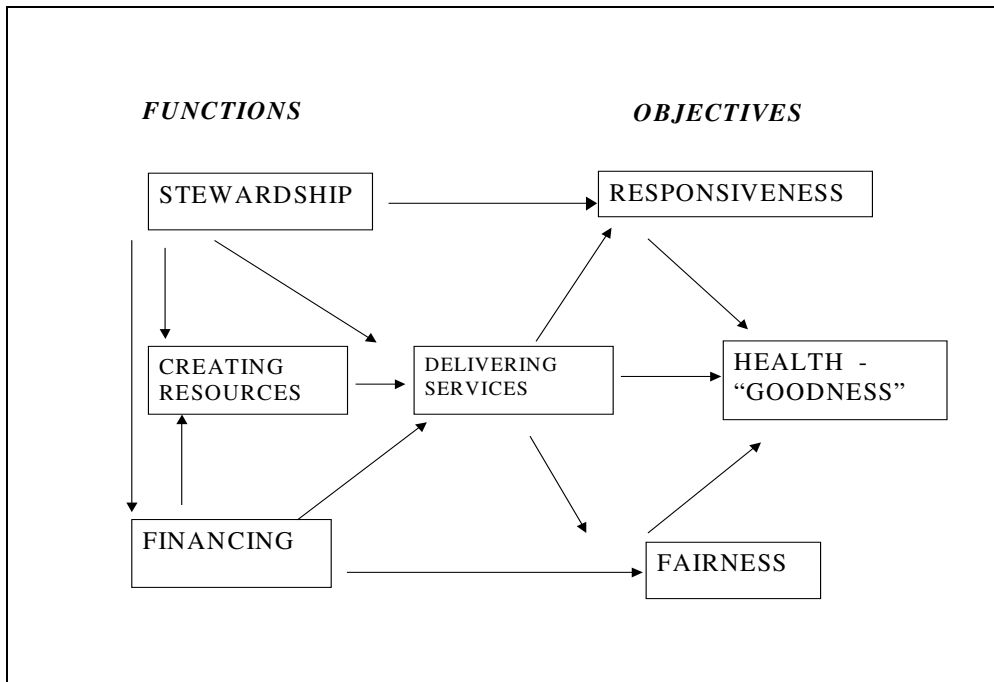 FUNCTIONS
OBJECTIVES
STEWARDSHIP
RESPONSIVENESS
CREATING
RESOURCES
DELIVERING
SERVICES
HEALTH -
“GOODNESS”
FINANCING
FAIRNESS